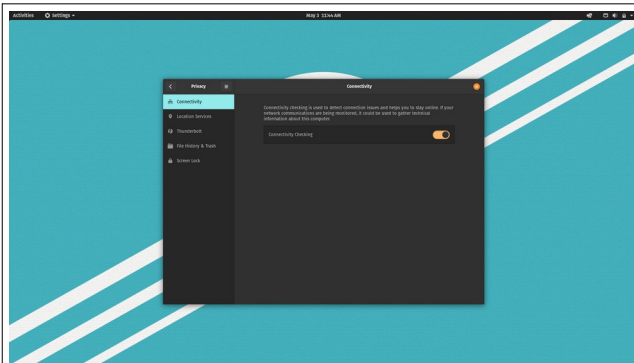 Activities Settings May 3 11:44 AM
Privacy Connectivity
Connectivity
Location Services
Thunderbolt
File History & Trash
Screen Lock
Connectivity checking is used to detect connection issues and helps you to stay online. If your
network communications are being monitored, it could be used to gather technical
information about this computer.
Connectivity Checking